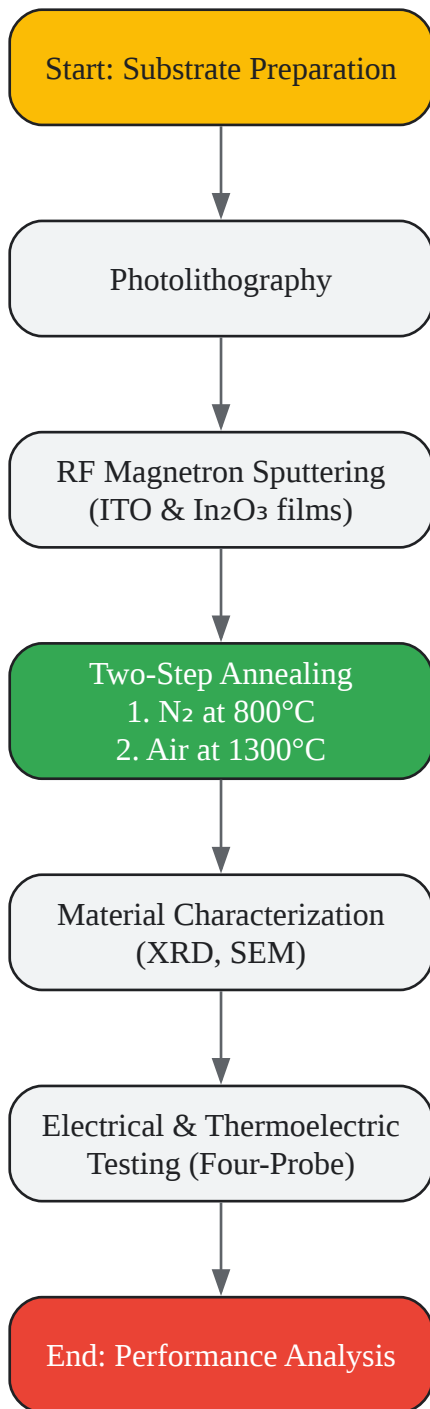 Start: Substrate Preparation
Photolithography
RF Magnetron Sputtering
(ITO & In₂O₃ films)
Two-Step Annealing
1. N₂ at 800°C
2. Air at 1300°C
Material Characterization
(XRD, SEM)
Electrical & Thermoelectric
Testing (Four-Probe)
End: Performance Analysis